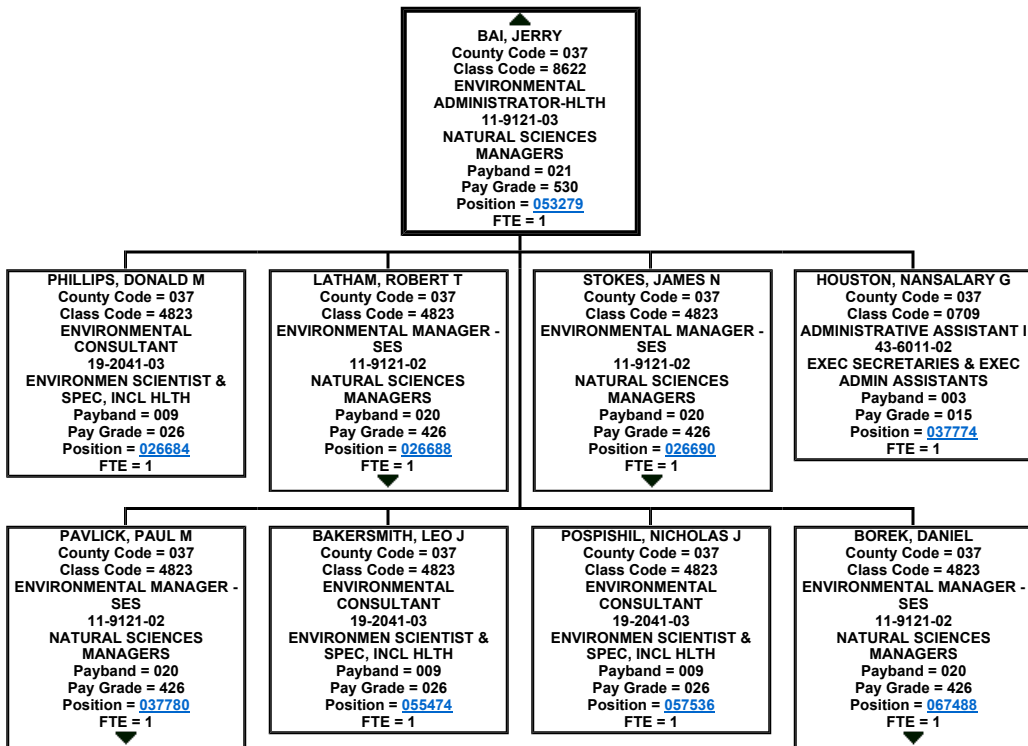 BAI, JERRY
County Code = 037
Class Code = 8622
ENVIRONMENTAL
ADMINISTRATOR-HLTH
11-9121-03
NATURAL SCIENCES
MANAGERS
Payband = 021
Pay Grade = 530
Position = 053279
FTE = 1
PHILLIPS, DONALD M
County Code = 037
Class Code = 4823
ENVIRONMENTAL
CONSULTANT
19-2041-03
ENVIRONMEN SCIENTIST &
SPEC, INCL HLTH
Payband = 009
Pay Grade = 026
Position = 026684
FTE = 1
LATHAM, ROBERT T
County Code = 037
Class Code = 4823
ENVIRONMENTAL MANAGER -
SES
11-9121-02
NATURAL SCIENCES
MANAGERS
Payband = 020
Pay Grade = 426
Position = 026688
FTE = 1
STOKES, JAMES N
County Code = 037
Class Code = 4823
ENVIRONMENTAL MANAGER -
SES
11-9121-02
NATURAL SCIENCES
MANAGERS
Payband = 020
Pay Grade = 426
Position = 026690
FTE = 1
HOUSTON, NANSALARY G
County Code = 037
Class Code = 0709
ADMINISTRATIVE ASSISTANT I
43-6011-02
EXEC SECRETARIES & EXEC
ADMIN ASSISTANTS
Payband = 003
Pay Grade = 015
Position = 037774
FTE = 1
PAVLICK, PAUL M
County Code = 037
Class Code = 4823
ENVIRONMENTAL MANAGER -
SES
11-9121-02
NATURAL SCIENCES
MANAGERS
Payband = 020
Pay Grade = 426
Position = 037780
FTE = 1
BAKERSMITH, LEO J
County Code = 037
Class Code = 4823
ENVIRONMENTAL
CONSULTANT
19-2041-03
ENVIRONMEN SCIENTIST &
SPEC, INCL HLTH
Payband = 009
Pay Grade = 026
Position = 055474
FTE = 1
POSPISHIL, NICHOLAS J
County Code = 037
Class Code = 4823
ENVIRONMENTAL
CONSULTANT
19-2041-03
ENVIRONMEN SCIENTIST &
SPEC, INCL HLTH
Payband = 009
Pay Grade = 026
Position = 057536
FTE = 1
BOREK, DANIEL
County Code = 037
Class Code = 4823
ENVIRONMENTAL MANAGER -
SES
11-9121-02
NATURAL SCIENCES
MANAGERS
Payband = 020
Pay Grade = 426
Position = 067488
FTE = 1